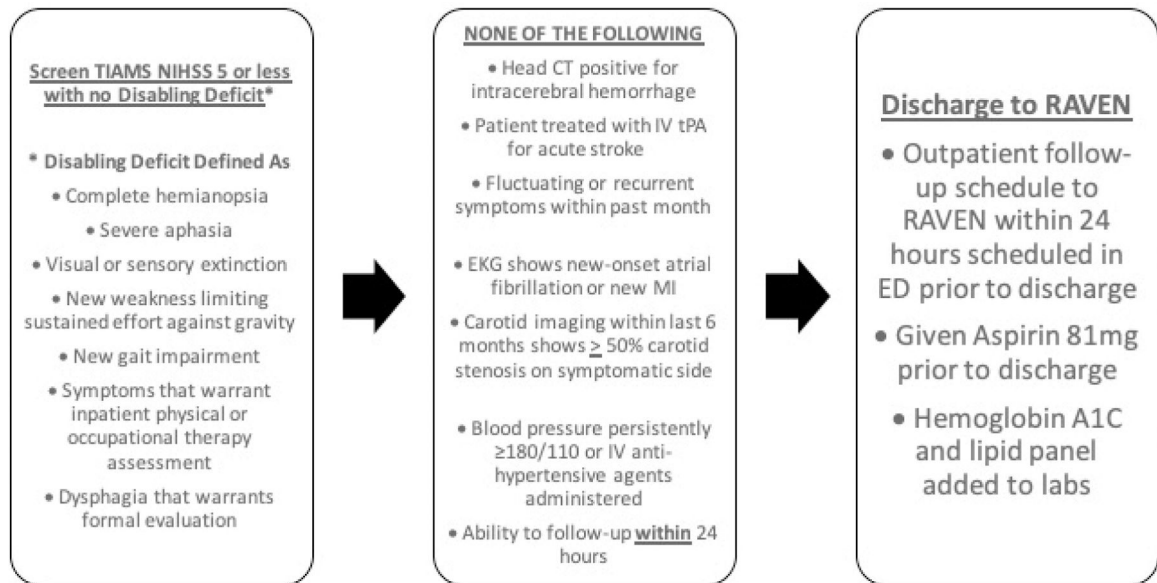 Screen TIAMS NIHSS 5 or less
with no Disabling Deficit*
* Disabling Deficit Defined As
• Complete hemianopsia
• Severe aphasia
• Visual or sensory extinction
• New weakness limiting
sustained effort against gravity
• New gait impairment
• Symptoms that warrant
inpatient physical or
occupational therapy
assessment
• Dysphagia that warrants
formal evaluation
NONE OF THE FOLLOWING
• Head CT positive for
intracerebral hemorrhage
• Patient treated with IV tPA
for acute stroke
• Fluctuating or recurrent
symptoms within past month
• EKG shows new-onset atrial
fibrillation or new MI
• Carotid imaging within last 6
months shows > 50% carotid
stenosis on symptomatic side
• Blood pressure persistently
≥180/110 or IV anti-
hypertensive agents
administered
• Ability to follow-up within 24
hours
Discharge to RAVEN
• Outpatient follow-
up schedule to
RAVEN within 24
hours scheduled in
ED prior to discharge
• Given Aspirin 81mg
prior to discharge
• Hemoglobin A1C
and lipid panel
added to labs